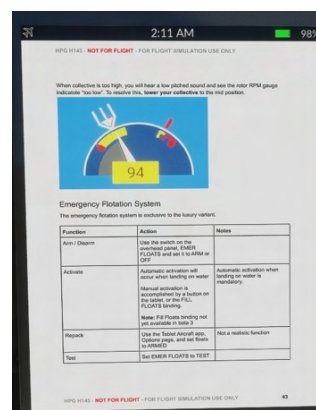 2:11 AM
98%
HPG H145 - NOT FOR FLIGHT - FOR FLIGHT SIMULATION USE ONLY
When collective is too high, you will hear a low pitched sound and see the rotor RPM gauge
indicatote "too low". To resolve this, lower your collective to the mid position.
94
Emergency Flotation System
The emergency flotation system is exclusive to the luxury variant.
Function Action Notes
Arm / Disarm
Use the switch on the
overhead panel, EMER
FLOATS and set it to ARM or
OFF
Activate
Automatic activation will
occur when landing on water
Manual activation is
accomplished by a button on
the tablet, or the FILL
FLOATS binding.
Note: Fill Floats binding not
yet available in beta 3
Automatic activation when
landing on water is
mandatory.
Repack
Use the Tablet Aircraft app,
Options page, and set floats
to ARMED
Not a realistic function
Test
Set EMER FLOATS to TEST
HPG H145 - NOT FOR FLIGHT - FOR FLIGHT SIMULATION USE ONLY
43